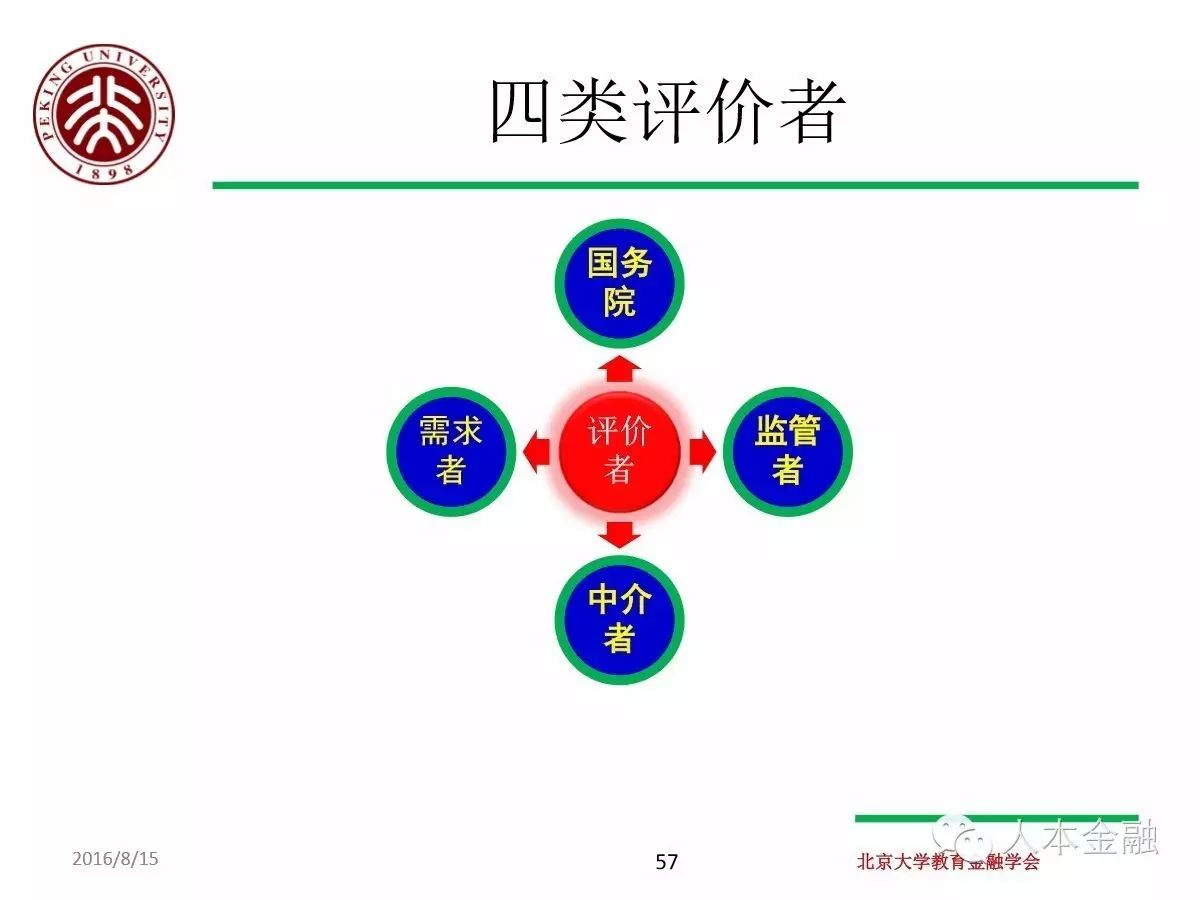 PEKING UNIVERSITY
1898
四类评价者
国务
院
需求
者
评价
者
监管
者
中介
者
人本金融
2016/8/15
57
北京大学教育金融学会